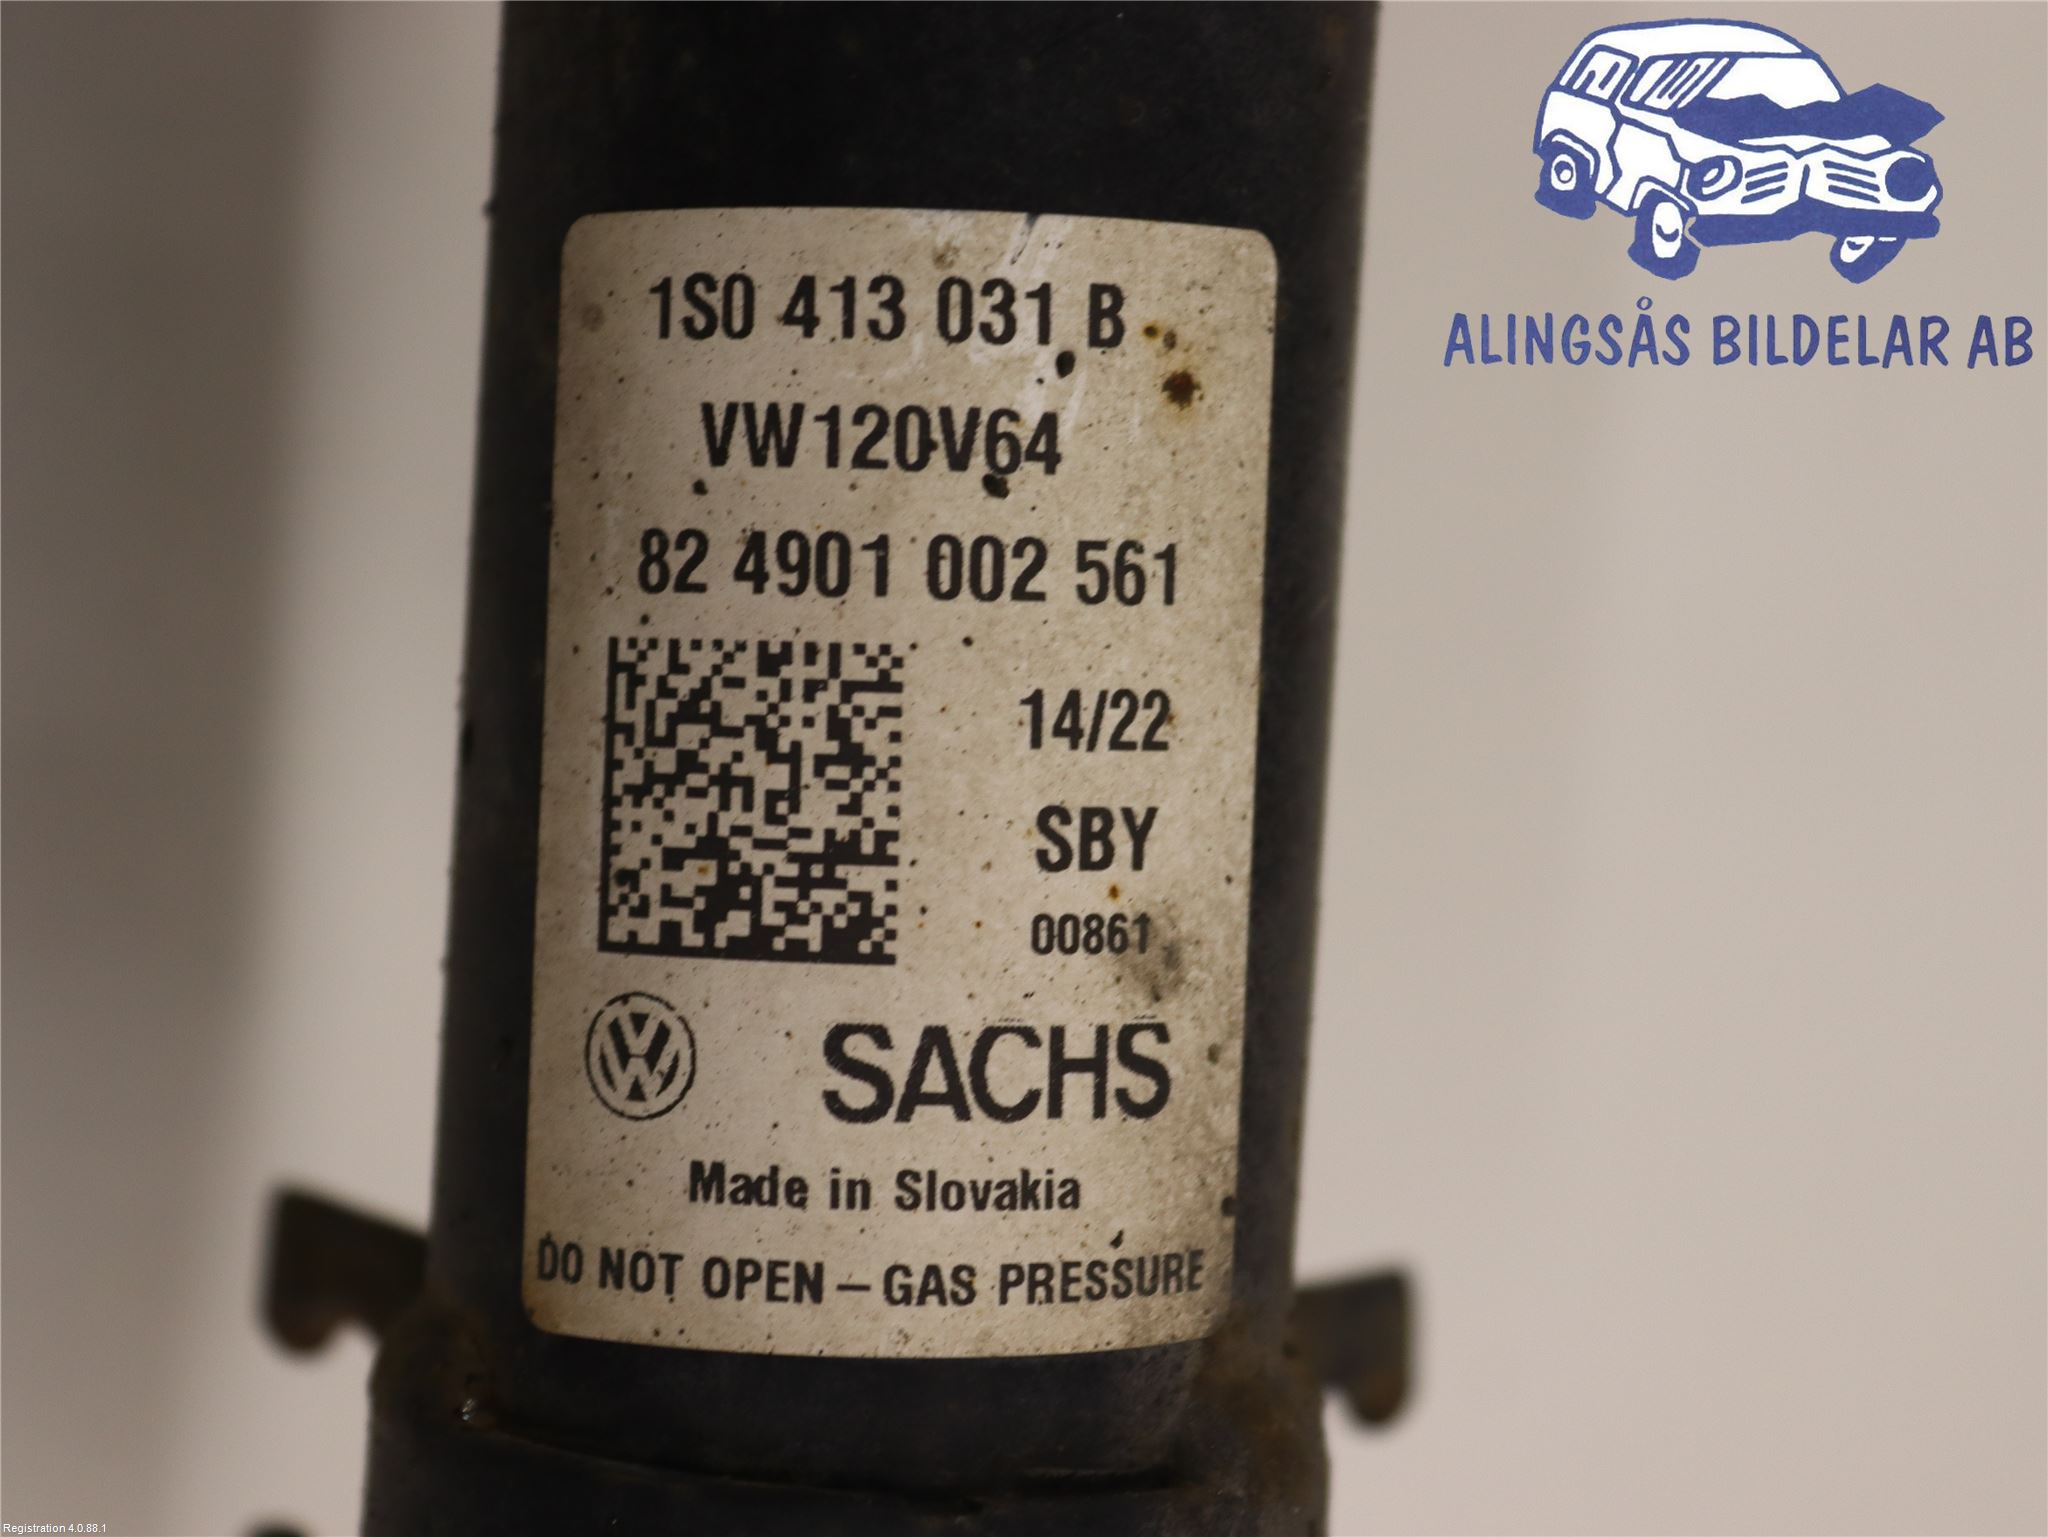 ALINGSÅS BILDELAR AB
1S0 413 031 B
VW120V64
82 4901 002 561
14/22
SBY
00861
SACHS
Made in Slovakia
DO NOT OPEN – GAS PRESSURE
Registration 4.0.88.1